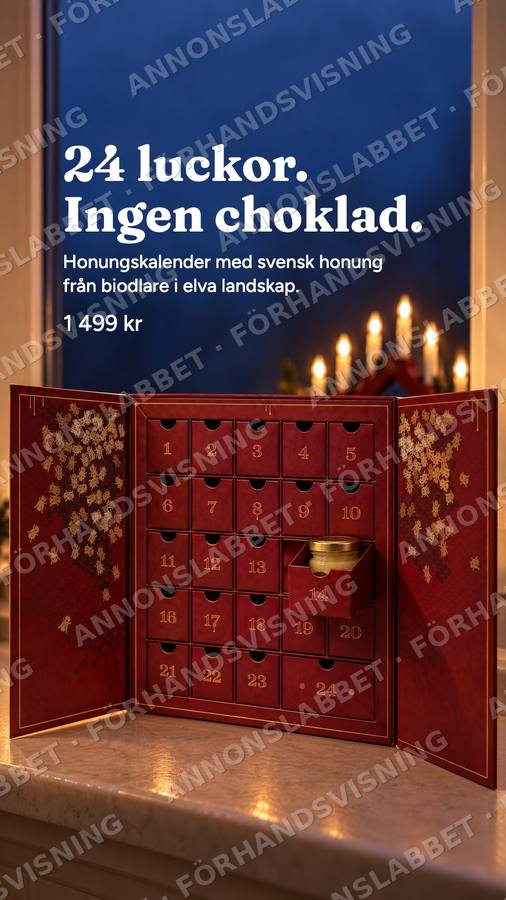 24 luckor.
Ingen choklad.
Honungskalender med svensk honung
från biodlare i elva landskap.
1 499 kr
1 2 3 4 5
6 7 8 9 10
11 12 13 14
16 17 18 19 20
21 22 23 24
ANNONSLABBET · FÖRHANDSVISNING